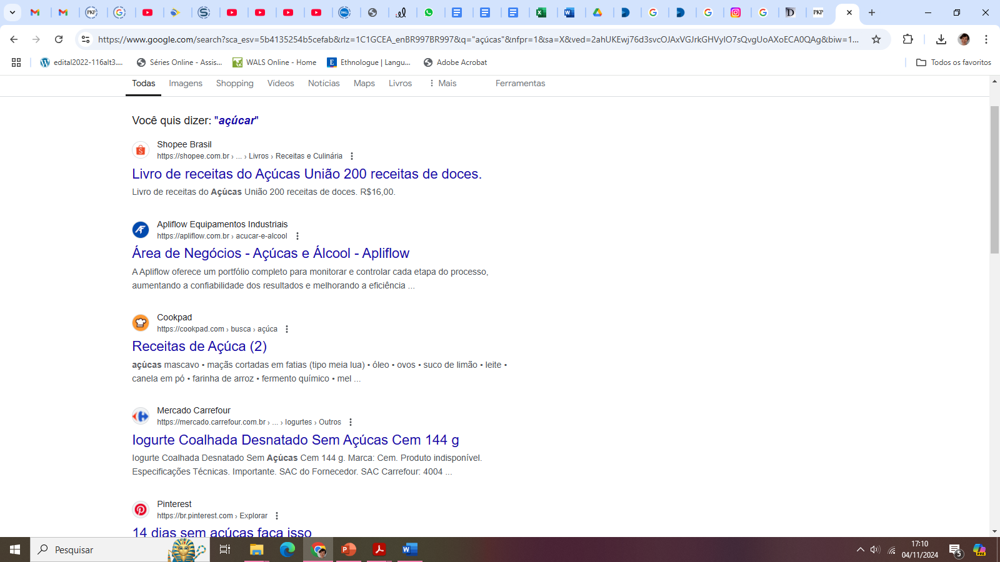 https://www.google.com/search?sca_esv=5b4135254b5cefab&rlz=1C1GCEA_enBR997BR997&q="açúcas"&nfpr=1&sa=X&ved=2ahUKEwj76d3svcOJAxVGJrkGHVyIO7sQvgUoAXoECA0QAg&biw=1...
edital2022-116alt3....
Séries Online - Assis...
WALS Online - Home
Ethnologue | Langu...
Adobe Acrobat
Todos os favoritos
Todas Imagens Shopping Vídeos Notícias Maps Livros Mais Ferramentas
Você quis dizer: "açúcar"
Shopee Brasil
https://shopee.com.br › ... › Livros › Receitas e Culinária
Livro de receitas do Açúcas União 200 receitas de doces.
Livro de receitas do Açúcas União 200 receitas de doces. R$16,00.
Apliflow Equipamentos Industriais
https://apliflow.com.br › acucar-e-alcool
Área de Negócios - Açúcas e Álcool - Apliflow
A Apliflow oferece um portfólio completo para monitorar e controlar cada etapa do processo,
aumentando a confiabilidade dos resultados e melhorando a eficiência ...
Cookpad
https://cookpad.com › busca › açúca
Receitas de Açúca (2)
açúcas mascavo • maçãs cortadas em fatias (tipo meia lua) • óleo • ovos • suco de limão • leite •
canela em pó • farinha de arroz • fermento químico • mel ...
Mercado Carrefour
https://mercado.carrefour.com.br › ... › Iogurtes › Outros
Iogurte Coalhada Desnatado Sem Açúcas Cem 144 g
Iogurte Coalhada Desnatado Sem Açúcas Cem 144 g. Marca: Cem. Produto indisponível.
Especificações Técnicas. Importante. SAC do Fornecedor. SAC Carrefour: 4004 ...
Pinterest
https://br.pinterest.com › Explorar
14 dias sem açúcas faça isso
Pesquisar
17:10
04/11/2024
5